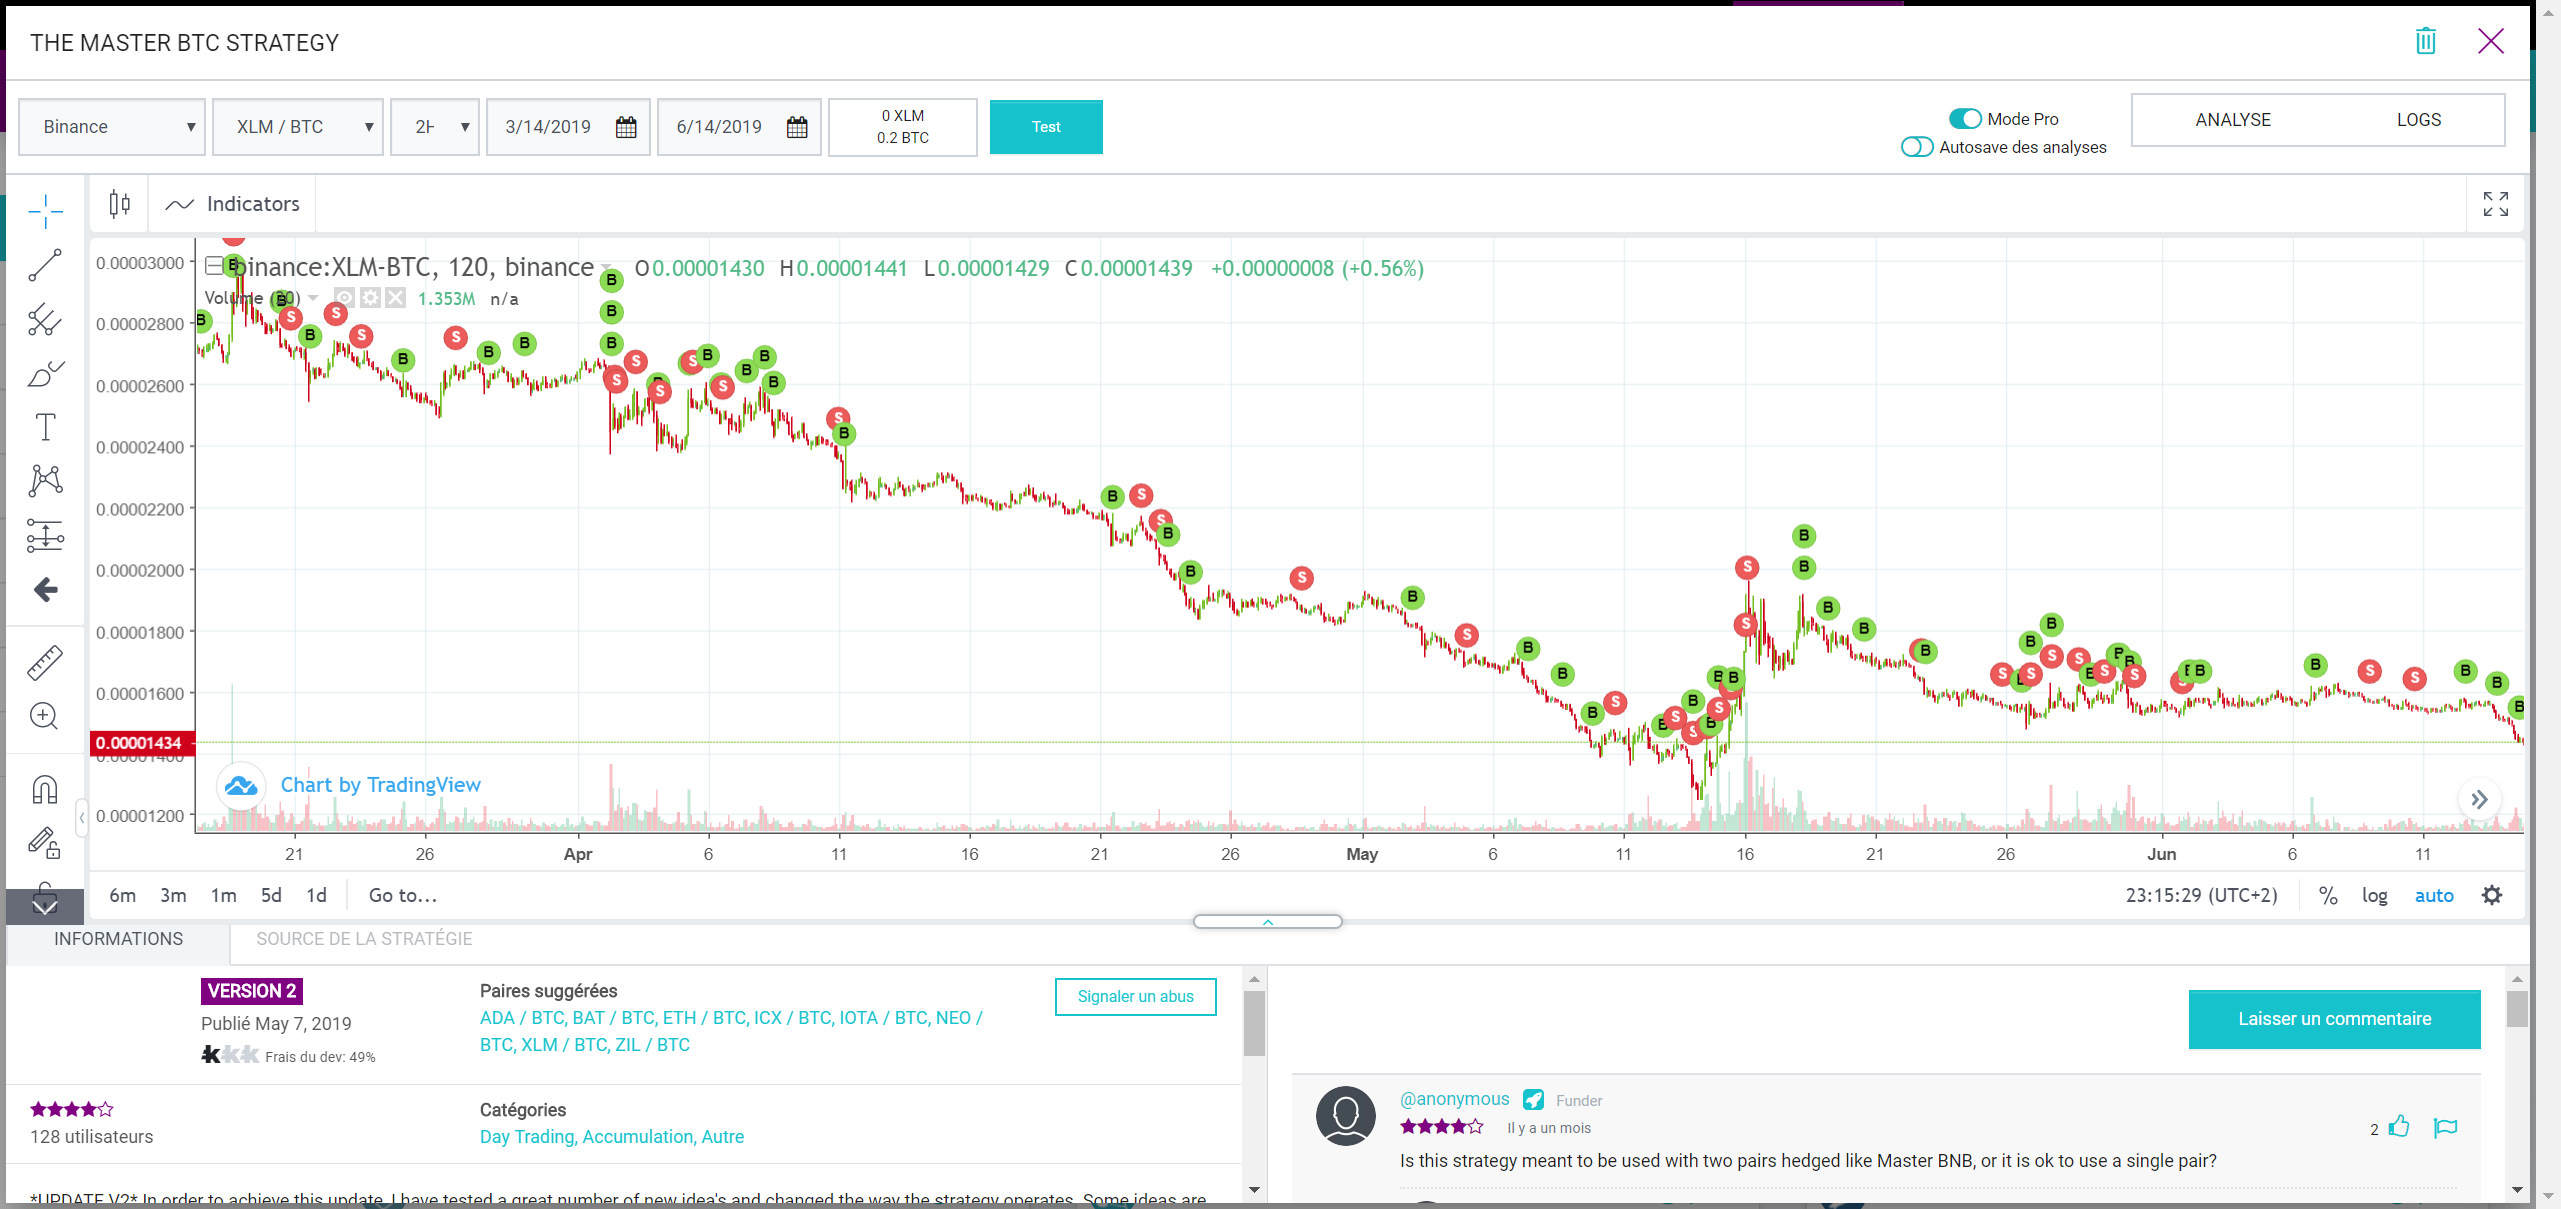 THE MASTER BTC STRATEGY
Binance
XLM / BTC
2H
3/14/2019
6/14/2019
0 XLM
0.2 BTC
Test
Mode Pro
Autosave des analyses
ANALYSE
LOGS
Indicators
binance:XLM-BTC, 120, binance
O 0.00001430 H 0.00001441 L 0.00001429 C 0.00001439 +0.00000008 (+0.56%)
Volume (20)
1.353M n/a
0.00003000
0.00002800
0.00002600
0.00002400
0.00002200
0.00002000
0.00001800
0.00001600
0.00001434
0.00001400
0.00001200
Chart by TradingView
21 26 Apr 6 11 16 21 26 May 6 11 16 21 26 Jun 6 11
6m 3m 1m 5d 1d Go to...
23:15:29 (UTC+2) % log auto
INFORMATIONS
SOURCE DE LA STRATÉGIE
VERSION 2
Publié May 7, 2019
Frais du dev: 49%
Paires suggérées
ADA / BTC, BAT / BTC, ETH / BTC, ICX / BTC, IOTA / BTC, NEO /
BTC, XLM / BTC, ZIL / BTC
Signaler un abus
128 utilisateurs
Catégories
Day Trading, Accumulation, Autre
*UPDATE V2* In order to achieve this update, I have tested a great number of new idea's and changed the way the strategy operates. Some ideas are
Laisser un commentaire
@anonymous
Funder
Il y a un mois
2
Is this strategy meant to be used with two pairs hedged like Master BNB, or it is ok to use a single pair?